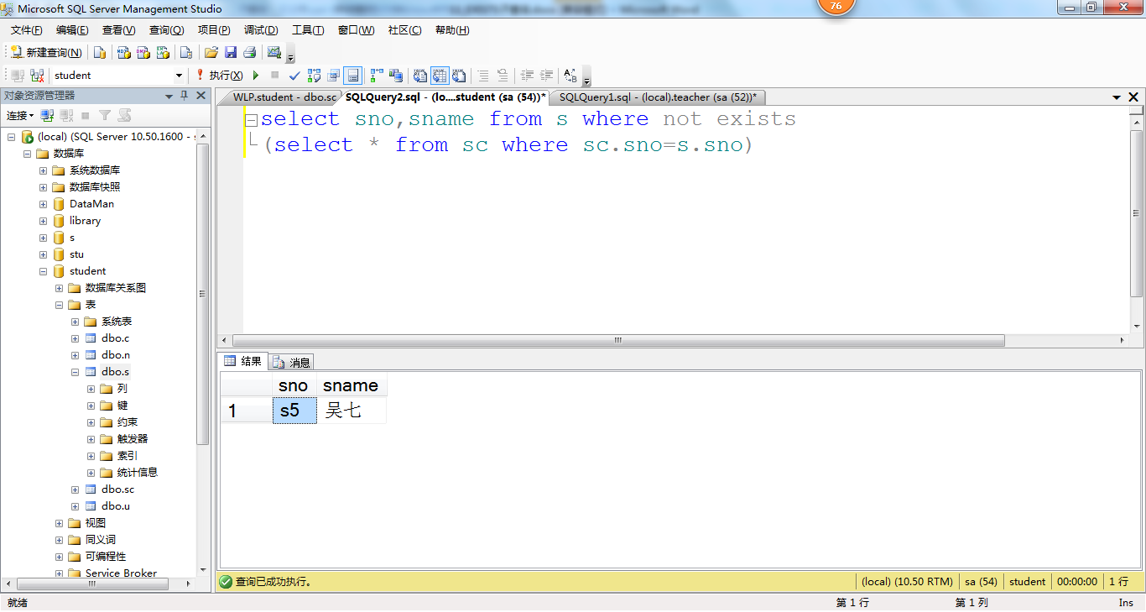 Microsoft SQL Server Management Studio
76
文件(F) 编辑(E) 查看(V) 查询(Q) 项目(P) 调试(D) 工具(T) 窗口(W) 社区(C) 帮助(H)
新建查询(N)
student 执行(X)
对象资源管理器
WLP.student - dbo.sc SQLQuery2.sql - (lo....student (sa (54))* SQLQuery1.sql - (local).teacher (sa (52))*
连接
select sno,sname from s where not exists
(select * from sc where sc.sno=s.sno)
(local) (SQL Server 10.50.1600 - s
数据库
系统数据库
数据库快照
DataMan
library
s
stu
student
数据库关系图
表
系统表
dbo.c
dbo.n
dbo.s
列
键
约束
触发器
索引
统计信息
dbo.sc
dbo.u
视图
同义词
可编程性
Service Broker
结果 消息
sno sname
1 s5 吴七
查询已成功执行。 (local) (10.50 RTM) sa (54) student 00:00:00 1 行
就绪 第 1 行 第 1 列 Ins